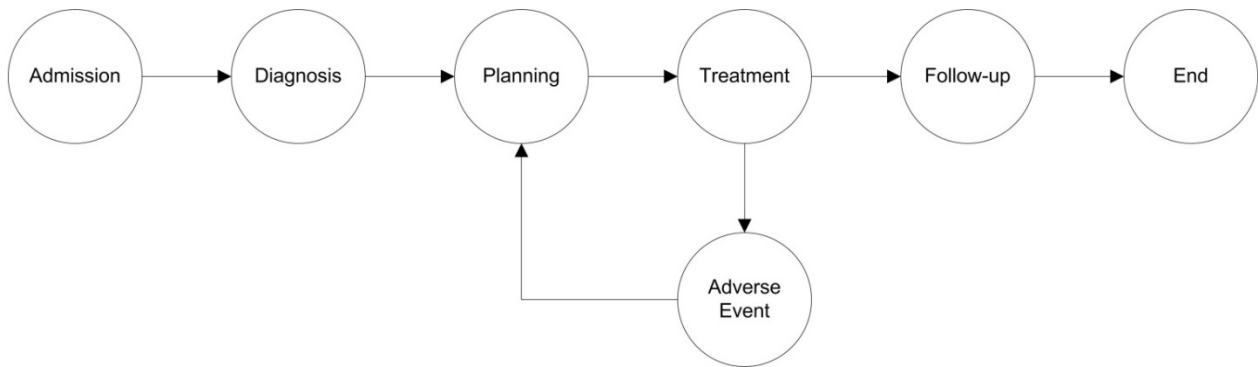 Admission
Diagnosis
Planning
Treatment
Follow-up
End
Adverse
Event